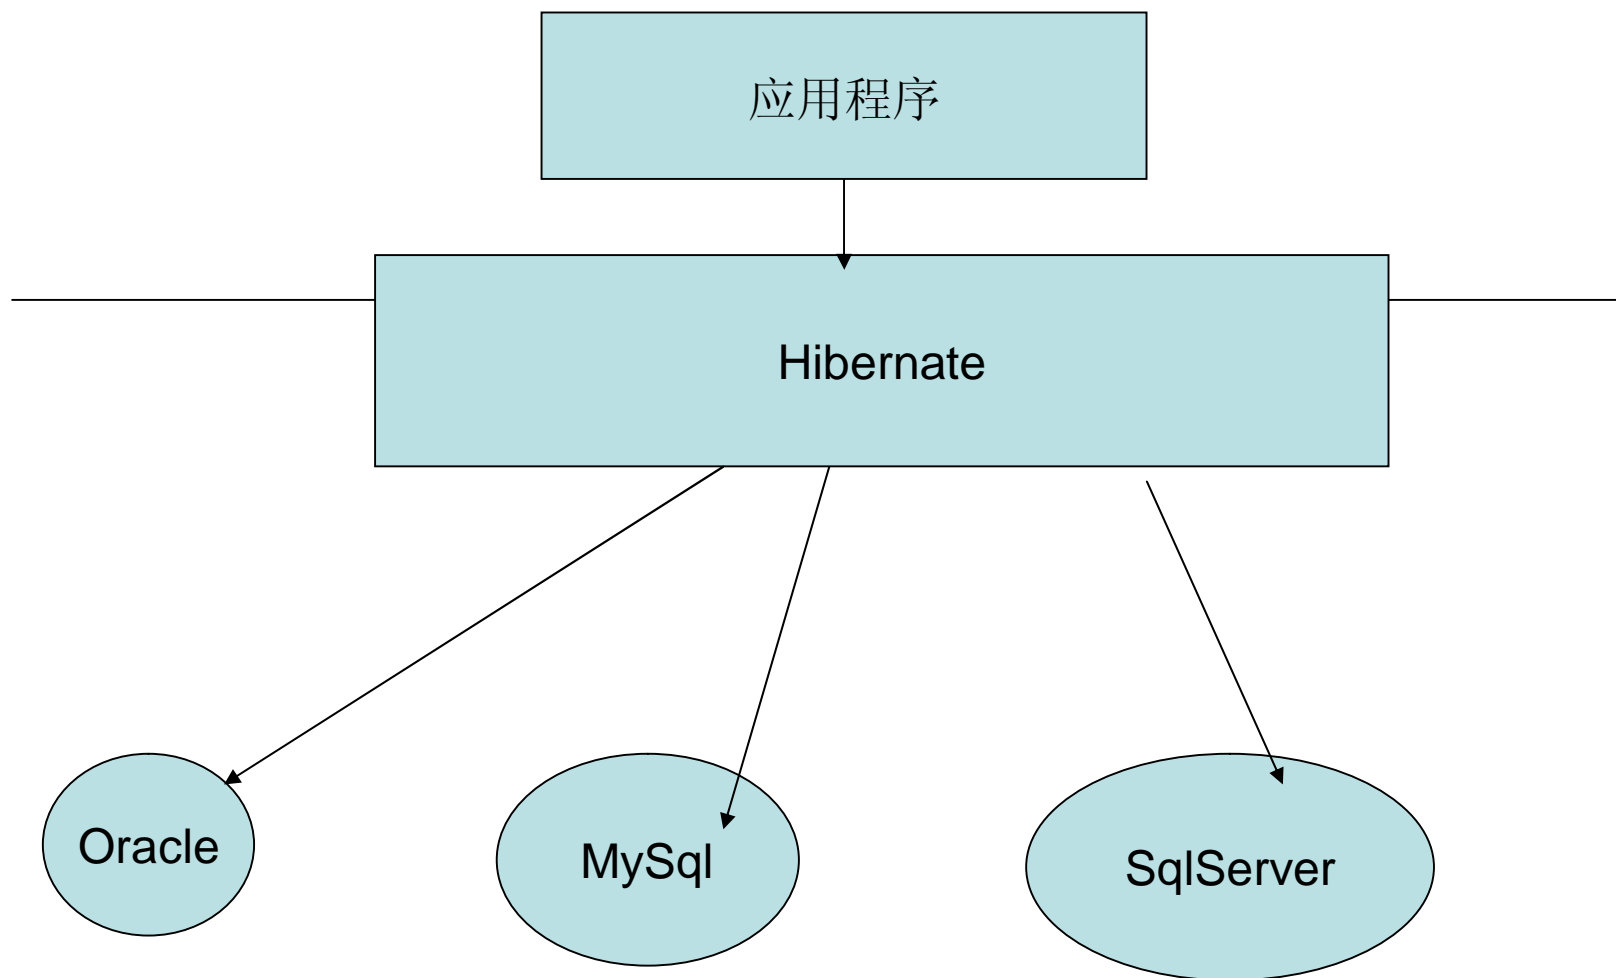 应用程序
Hibernate
Oracle
MySql
SqlServer